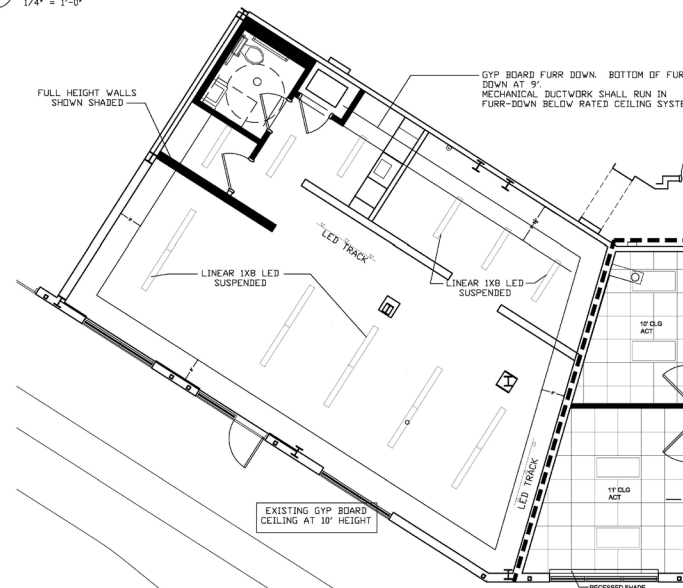 1/4" = 1'-0"
GYP BOARD FURR DOWN. BOTTOM OF FUR
DOWN AT 9'.
MECHANICAL DUCTWORK SHALL RUN IN
FURR-DOWN BELOW RATED CEILING SYSTE
FULL HEIGHT WALLS
SHOWN SHADED
LED TRACK
LINEAR 1X8 LED
SUSPENDED
LINEAR 1X8 LED
SUSPENDED
10' CLG
ACT
LED TRACK
11' CLG
ACT
EXISTING GYP BOARD
CEILING AT 10' HEIGHT
RECESSED SHADE